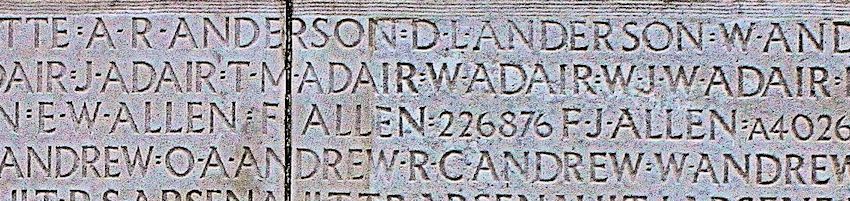 TTE·A·R·ANDERSON·D·L·ANDERSON·W·AND
DAIR·J·ADAIR·T·M·ADAIR·W·ADAIR·W·J·W·ADAIR·
N·E·W·ALLEN·F·ALLEN·226876 F·J·ALLEN·A4026
ANDREW·O·A·ANDREW·R·C·ANDREW·W·ANDREW